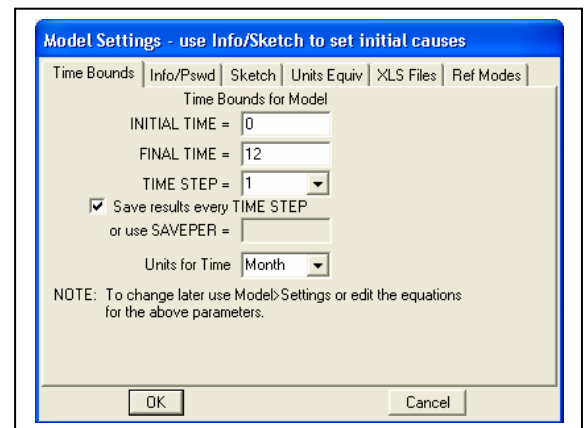 Model Settings - use Info/Sketch to set initial causes
Time Bounds Info/Pswd Sketch Units Equiv XLS Files Ref Modes
Time Bounds for Model
INITIAL TIME = 0
FINAL TIME = 12
TIME STEP = 1
Save results every TIME STEP
or use SAVEPER =
Units for Time Month
NOTE: To change later use Model>Settings or edit the equations
for the above parameters.
OK Cancel